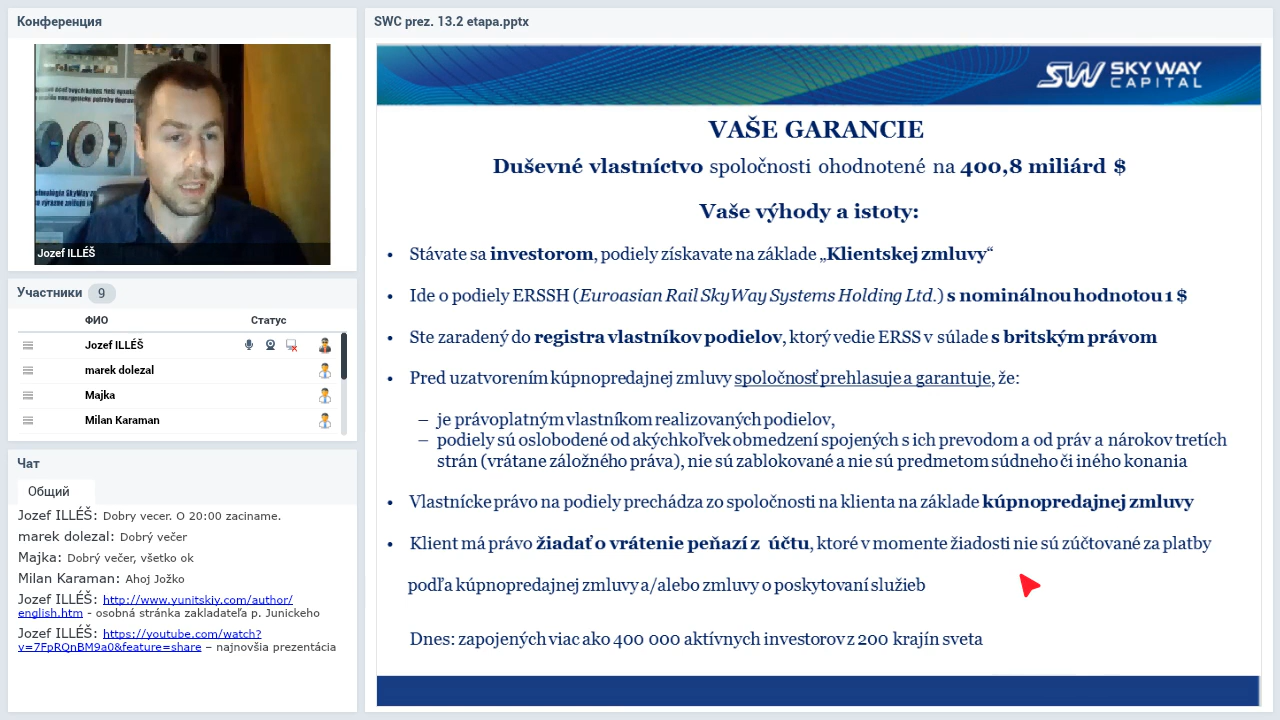 Конференция
Jozef ILLÉŠ
Участники 9
ФИО Статус
Jozef ILLÉŠ
marek dolezal
Majka
Milan Karaman
Чат
Общий
Jozef ILLÉŠ: Dobry vecer. O 20:00 zaciname.
marek dolezal: Dobrý večer
Majka: Dobrý večer, všetko ok
Milan Karaman: Ahoj Jožko
Jozef ILLÉŠ: http://www.yunitskiy.com/author/
english.htm - osobná stránka zakladateľa p. Junickeho
Jozef ILLÉŠ: https://youtube.com/watch?
v=7FpRQnBM9a0&feature=share – najnovšia prezentácia
SWC prez. 13.2 etapa.pptx
SW SKY WAY
CAPITAL
VAŠE GARANCIE
Duševné vlastníctvo spoločnosti ohodnotené na 400,8 miliárd $
Vaše výhody a istoty:
• Stávate sa investorom, podiely získavate na základe „Klientskej zmluvy“
• Ide o podiely ERSSH (Euroasian Rail SkyWay Systems Holding Ltd.) s nominálnou hodnotou 1 $
• Ste zaradený do registra vlastníkov podielov, ktorý vedie ERSS v súlade s britským právom
• Pred uzatvorením kúpnopredajnej zmluvy spoločnosť prehlasuje a garantuje, že:
– je právoplatným vlastníkom realizovaných podielov,
– podiely sú oslobodené od akýchkoľvek obmedzení spojených s ich prevodom a od práv a nárokov tretích
strán (vrátane záložného práva), nie sú zablokované a nie sú predmetom súdneho či iného konania
• Vlastnícke právo na podiely prechádza zo spoločnosti na klienta na základe kúpnopredajnej zmluvy
• Klient má právo žiadať o vrátenie peňazí z účtu, ktoré v momente žiadosti nie sú zúčtované za platby
podľa kúpnopredajnej zmluvy a/alebo zmluvy o poskytovaní služieb
Dnes: zapojených viac ako 400 000 aktívnych investorov z 200 krajín sveta